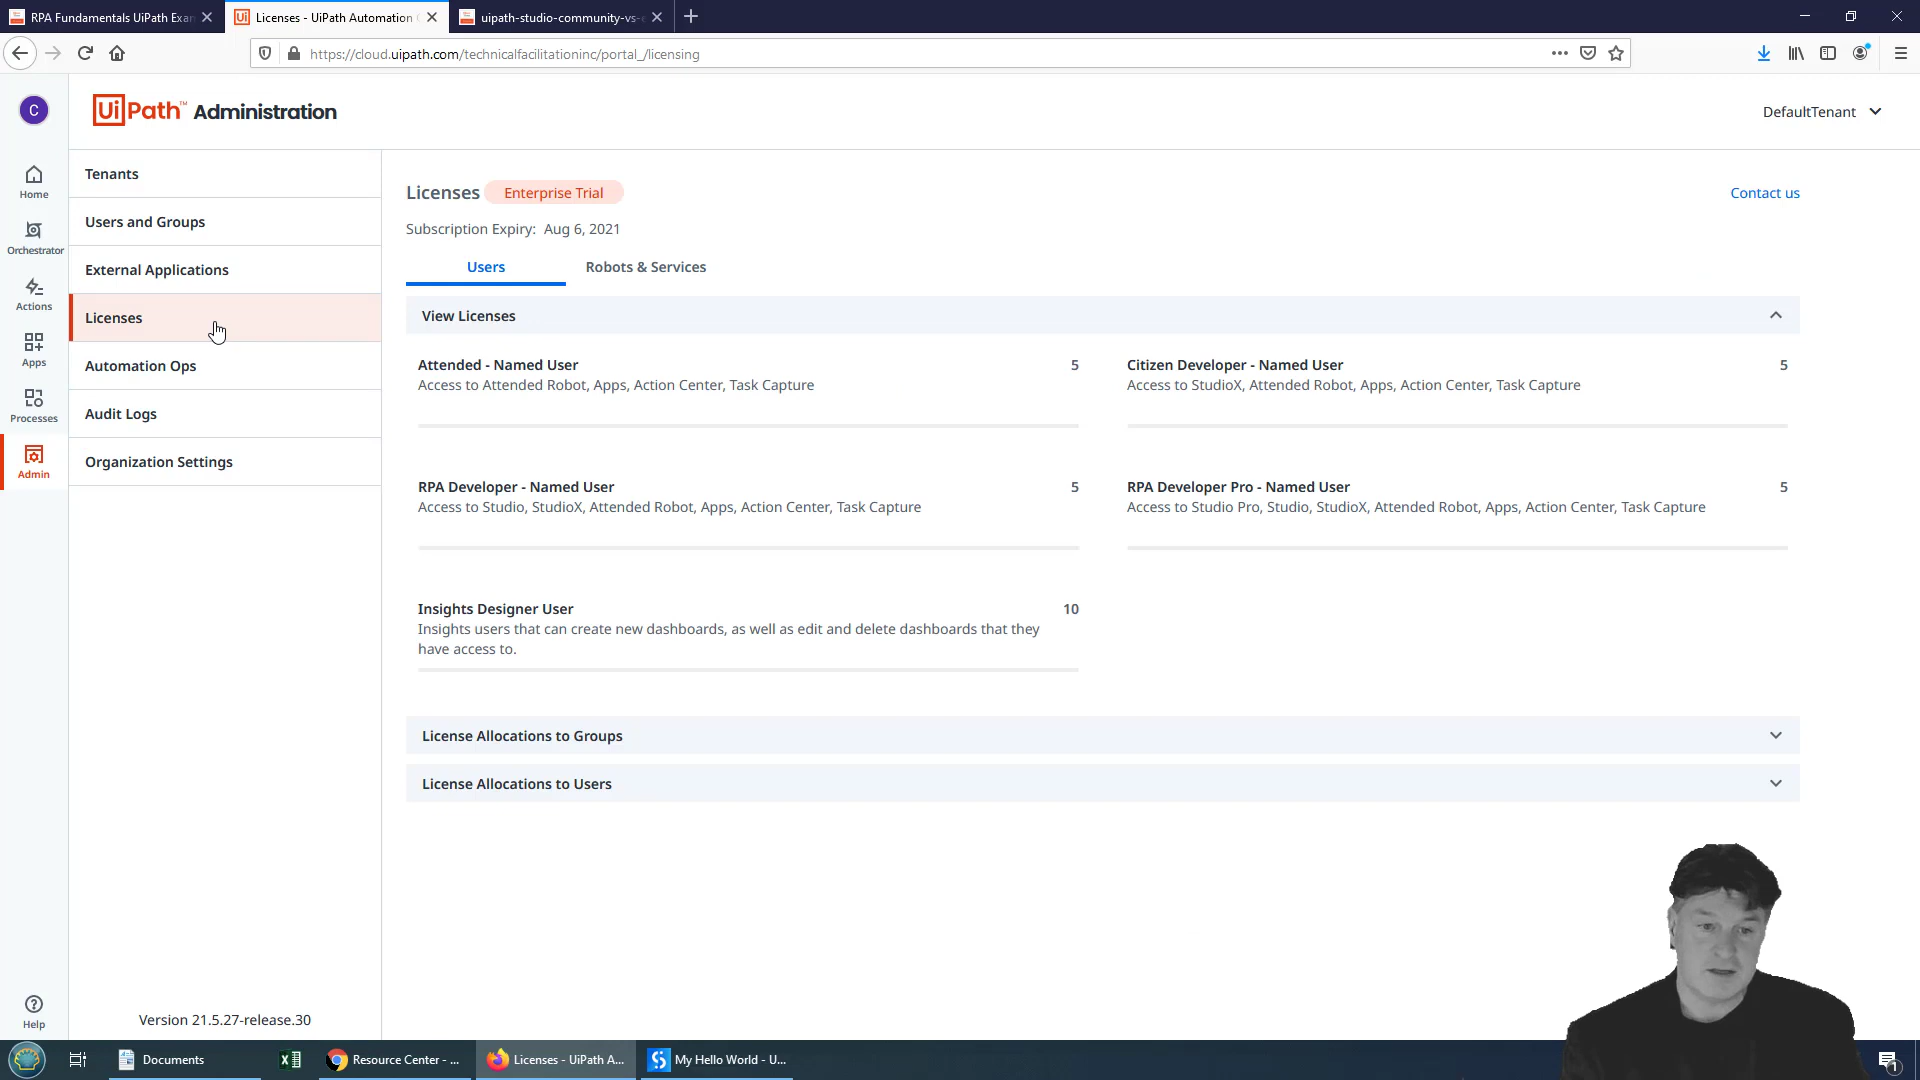 RPA Fundamentals UiPath Exam
Licenses - UiPath Automation
uipath-studio-community-vs-e
https://cloud.uipath.com/technicalfacilitationinc/portal_/licensing
C
UiPath™ Administration
DefaultTenant
Home
Orchestrator
Actions
Apps
Processes
Admin
Help
Tenants
Users and Groups
External Applications
Licenses
Automation Ops
Audit Logs
Organization Settings
Version 21.5.27-release.30
Licenses Enterprise Trial
Contact us
Subscription Expiry: Aug 6, 2021
Users Robots & Services
View Licenses
Attended - Named User 5
Access to Attended Robot, Apps, Action Center, Task Capture
Citizen Developer - Named User 5
Access to StudioX, Attended Robot, Apps, Action Center, Task Capture
RPA Developer - Named User 5
Access to Studio, StudioX, Attended Robot, Apps, Action Center, Task Capture
RPA Developer Pro - Named User 5
Access to Studio Pro, Studio, StudioX, Attended Robot, Apps, Action Center, Task Capture
Insights Designer User 10
Insights users that can create new dashboards, as well as edit and delete dashboards that they
have access to.
License Allocations to Groups
License Allocations to Users
Documents
Resource Center - ...
Licenses - UiPath A...
My Hello World - U...
1